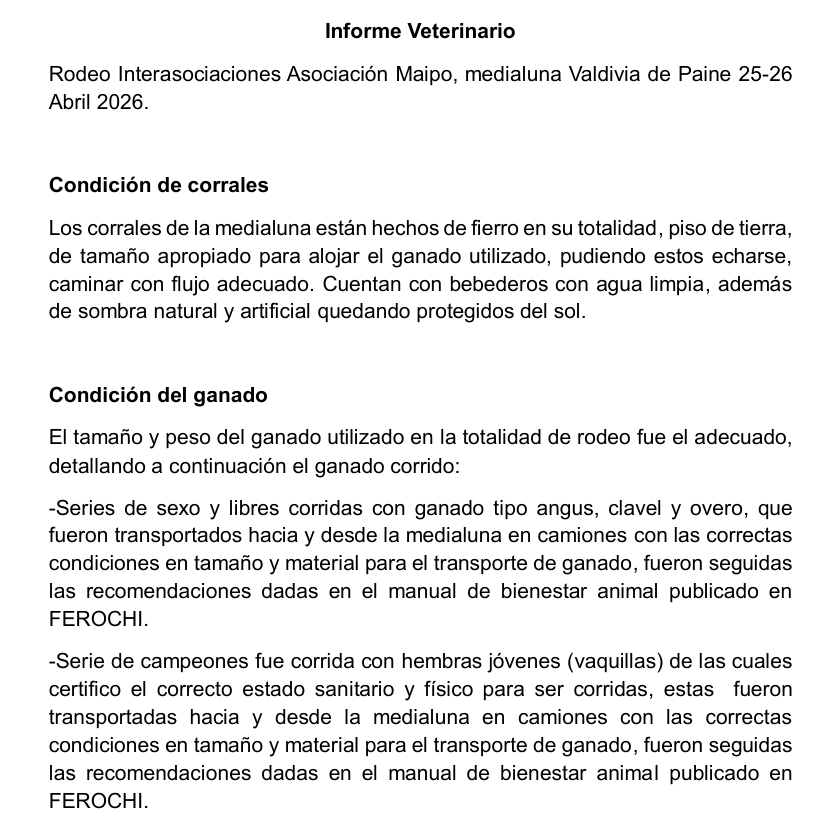 Informe Veterinario
Rodeo Interasociaciones Asociación Maipo, medialuna Valdivia de Paine 25-26
Abril 2026.
Condición de corrales
Los corrales de la medialuna están hechos de fierro en su totalidad, piso de tierra,
de tamaño apropiado para alojar el ganado utilizado, pudiendo estos echarse,
caminar con flujo adecuado. Cuentan con bebederos con agua limpia, además
de sombra natural y artificial quedando protegidos del sol.
Condición del ganado
El tamaño y peso del ganado utilizado en la totalidad de rodeo fue el adecuado,
detallando a continuación el ganado corrido:
-Series de sexo y libres corridas con ganado tipo angus, clavel y overo, que
fueron transportados hacia y desde la medialuna en camiones con las correctas
condiciones en tamaño y material para el transporte de ganado, fueron seguidas
las recomendaciones dadas en el manual de bienestar animal publicado en
FEROCHI.
-Serie de campeones fue corrida con hembras jóvenes (vaquillas) de las cuales
certifico el correcto estado sanitario y físico para ser corridas, estas  fueron
transportadas hacia y desde la medialuna en camiones con las correctas
condiciones en tamaño y material para el transporte de ganado, fueron seguidas
las recomendaciones dadas en el manual de bienestar animal publicado en
FEROCHI.